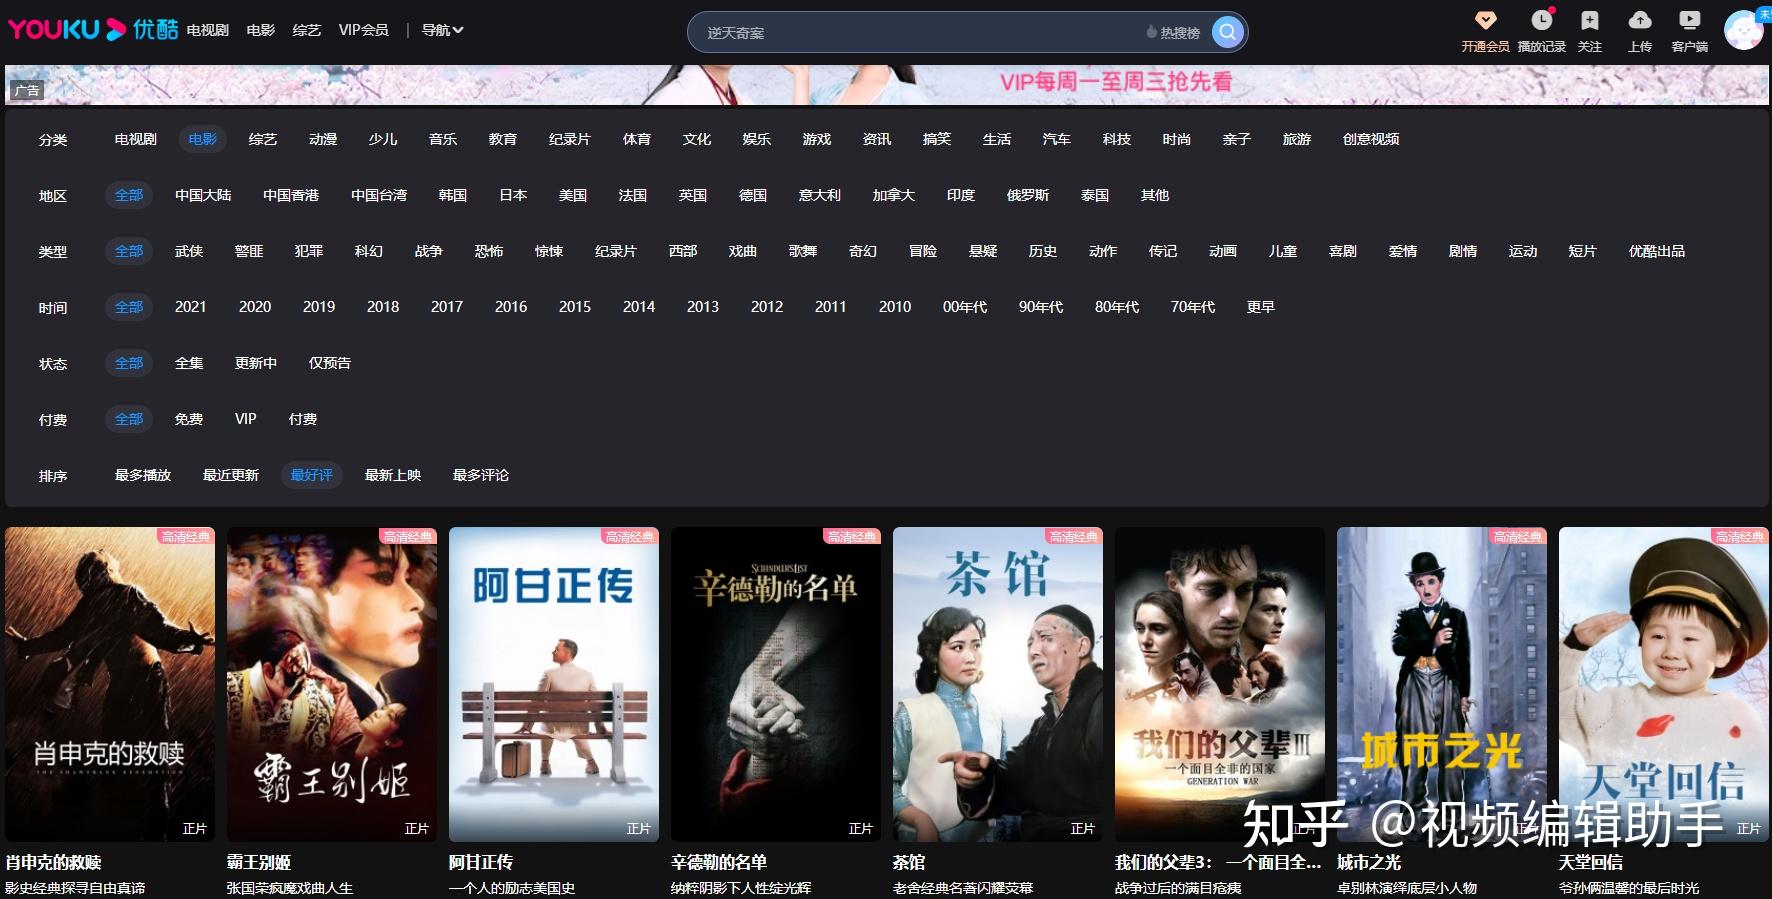 YOUKU 优酷 电视剧 电影 综艺 VIP会员 | 导航 逆天奇案 热搜榜 开通会员 播放记录 关注 上传 客户端
广告 VIP每周一至周三抢先看
分类 电视剧 电影 综艺 动漫 少儿 音乐 教育 纪录片 体育 文化 娱乐 游戏 资讯 搞笑 生活 汽车 科技 时尚 亲子 旅游 创意视频
地区 全部 中国大陆 中国香港 中国台湾 韩国 日本 美国 法国 英国 德国 意大利 加拿大 印度 俄罗斯 泰国 其他
类型 全部 武侠 警匪 犯罪 科幻 战争 恐怖 惊悚 纪录片 西部 戏曲 歌舞 奇幻 冒险 悬疑 历史 动作 传记 动画 儿童 喜剧 爱情 剧情 运动 短片 优酷出品
时间 全部 2021 2020 2019 2018 2017 2016 2015 2014 2013 2012 2011 2010 00年代 90年代 80年代 70年代 更早
状态 全部 全集 更新中 仅预告
付费 全部 免费 VIP 付费
排序 最多播放 最近更新 最好评 最新上映 最多评论
高清经典 高清经典 高清经典 高清经典 高清经典 高清经典 高清经典
阿甘正传
SCHINDLER'S LIST
辛德勒的名单
茶馆
肖申克的救赎
THE SHAWSHANK REDEMPTION
霸王别姬
我们的父辈III
一个面目全非的国家
GENERATION WAR
城市之光
天堂回信
正片 正片 正片 正片 正片 正片 正片 正片
知乎 @视频编辑助手
肖申克的救赎 霸王别姬 阿甘正传 辛德勒的名单 茶馆 我们的父辈3： 一个面目全... 城市之光 天堂回信
影史经典探寻自由真谛 张国荣疯魔戏曲人生 一个人的励志美国史 纳粹阴影下人性绽光辉 老舍经典名著闪耀荧幕 战争过后的满目疮痍 卓别林演绎底层小人物 爷孙俩温馨的最后时光